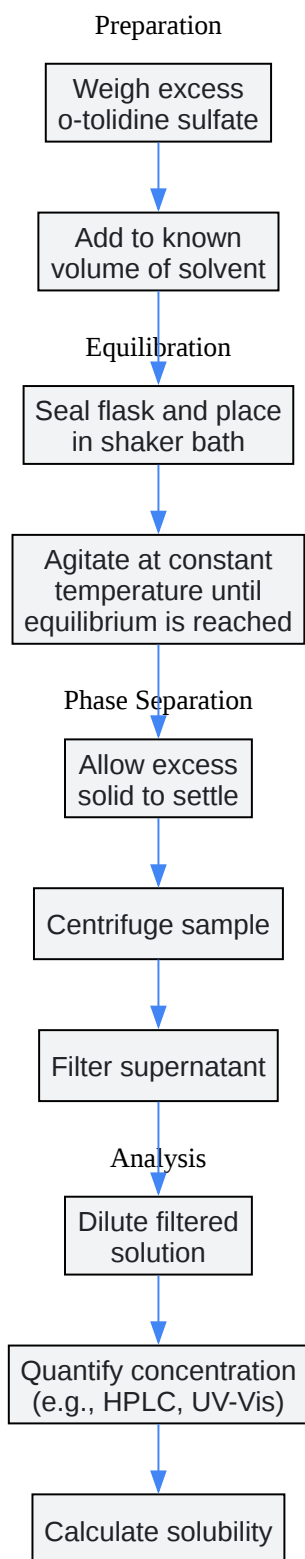 Preparation
Weigh excess
o-tolidine sulfate
Add to known
volume of solvent
Equilibration
Seal flask and place
in shaker bath
Agitate at constant
temperature until
equilibrium is reached
Phase Separation
Allow excess
solid to settle
Centrifuge sample
Filter supernatant
Analysis
Dilute filtered
solution
Quantify concentration
(e.g., HPLC, UV-Vis)
Calculate solubility